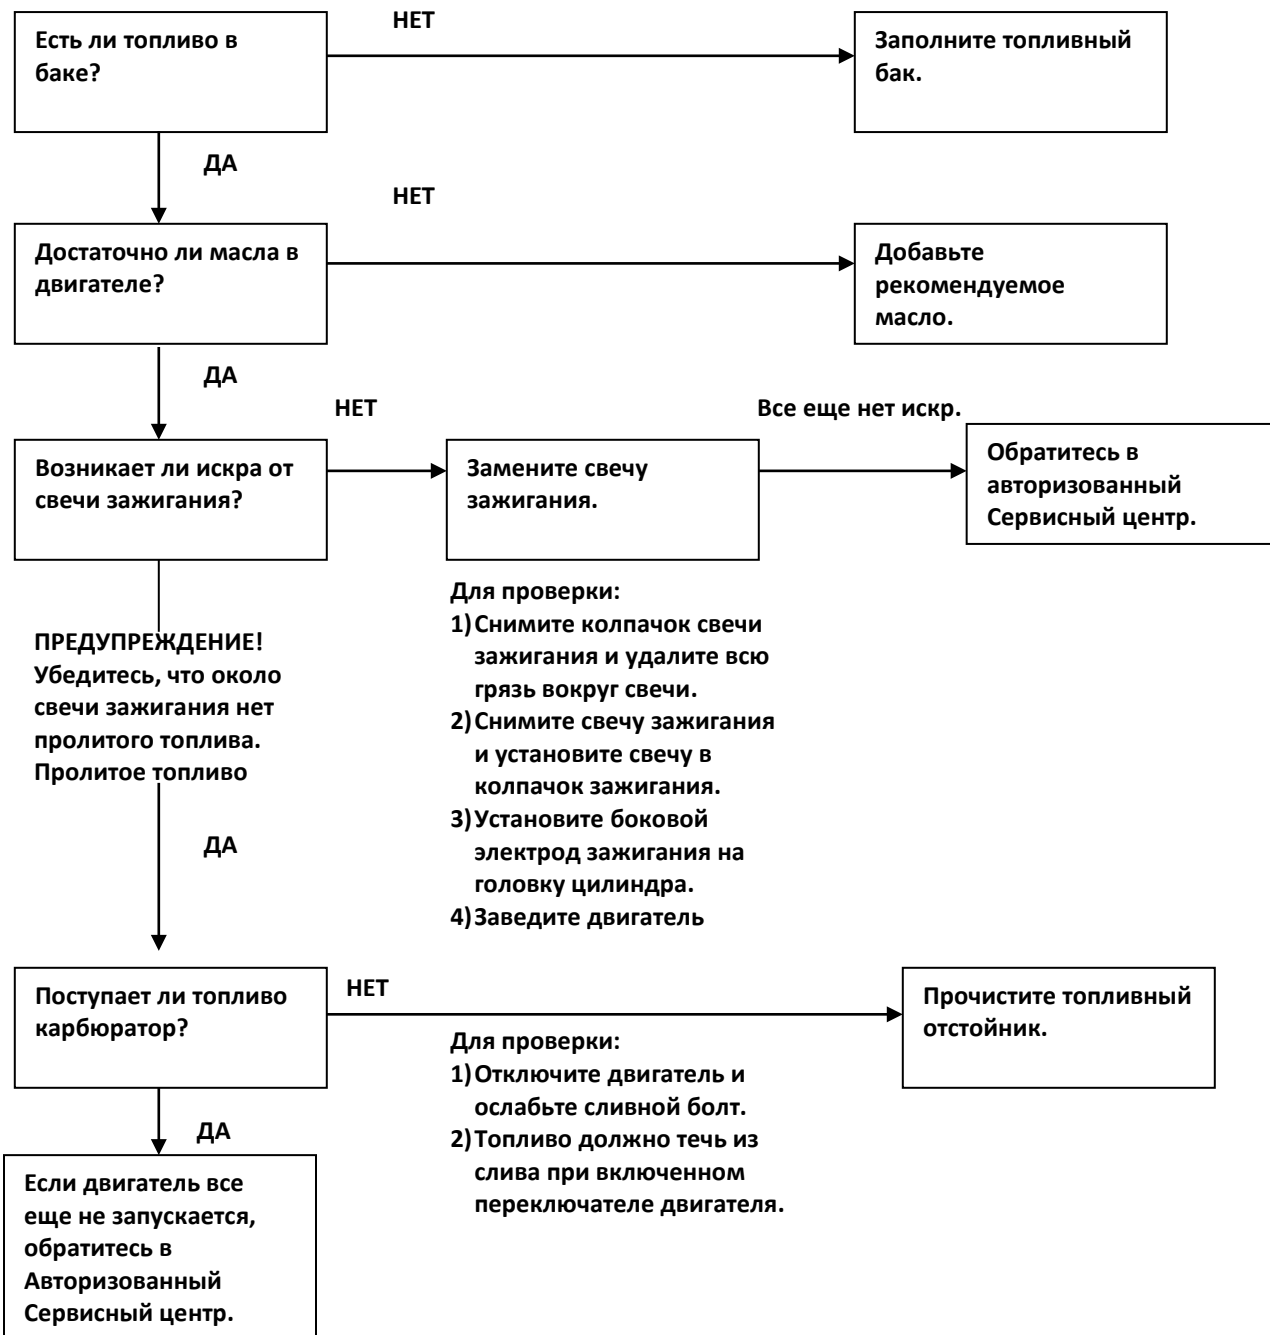 НЕТ
Есть ли топливо в
баке?
Заполните топливный
бак.
ДА
НЕТ
Достаточно ли масла в
двигателе?
Добавьте
рекомендуемое
масло.
ДА
НЕТ
Все еще нет искр.
Возникает ли искра от
свечи зажигания?
Замените свечу
зажигания.
Обратитесь в
авторизованный
Сервисный центр.
ПРЕДУПРЕЖДЕНИЕ!
Убедитесь, что около
свечи зажигания нет
пролитого топлива.
Пролитое топливо
Для проверки:
1) Снимите колпачок свечи
зажигания и удалите всю
грязь вокруг свечи.
2) Снимите свечу зажигания
и установите свечу в
колпачок зажигания.
3) Установите боковой
электрод зажигания на
головку цилиндра.
4) Заведите двигатель
ДА
Поступает ли топливо
карбюратор?
НЕТ
Прочистите топливный
отстойник.
Для проверки:
1) Отключите двигатель и
ослабьте сливной болт.
2) Топливо должно течь из
слива при включенном
переключателе двигателя.
ДА
Если двигатель все
еще не запускается,
обратитесь в
Авторизованный
Сервисный центр.